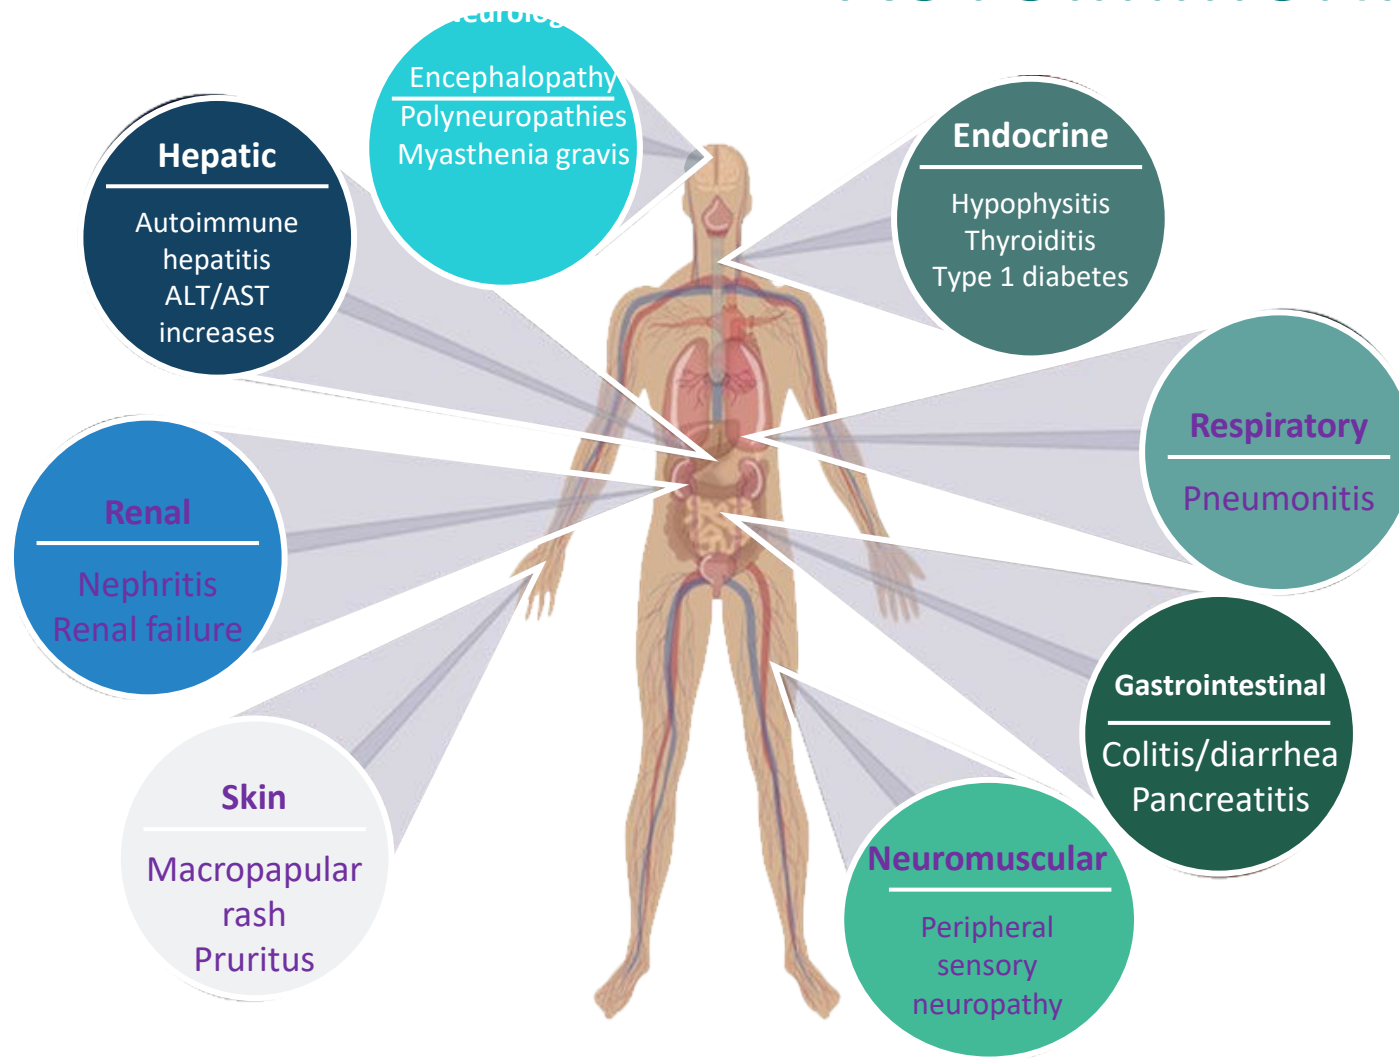 Encephalopathy
Polyneuropathies
Myasthenia gravis
Hepatic
Autoimmune
hepatitis
ALT/AST
increases
Endocrine
Hypophysitis
Thyroiditis
Type 1 diabetes
Respiratory
Pneumonitis
Renal
Nephritis
Renal failure
Gastrointestinal
Colitis/diarrhea
Pancreatitis
Skin
Macropapular
rash
Pruritus
Neuromuscular
Peripheral
sensory
neuropathy